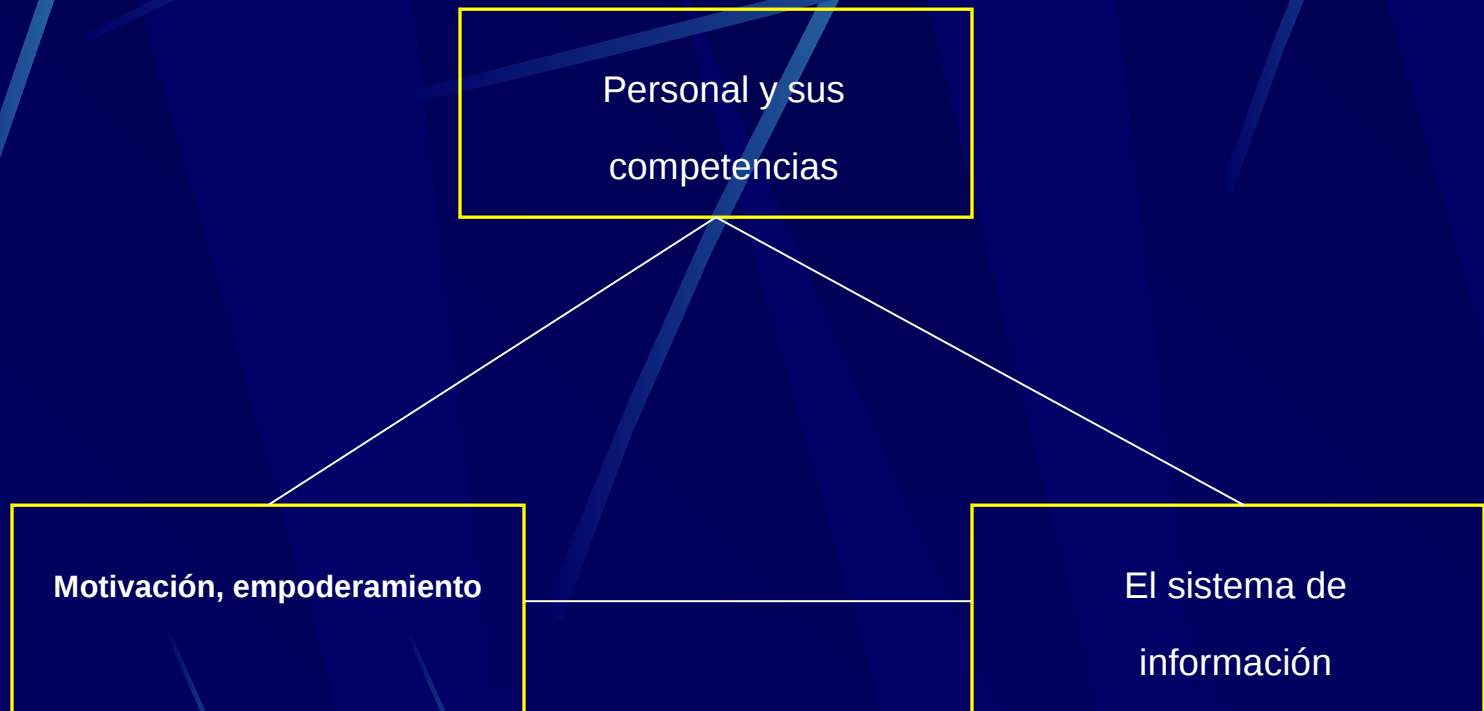 Personal y sus
competencias
Motivación, empoderamiento
El sistema de
información